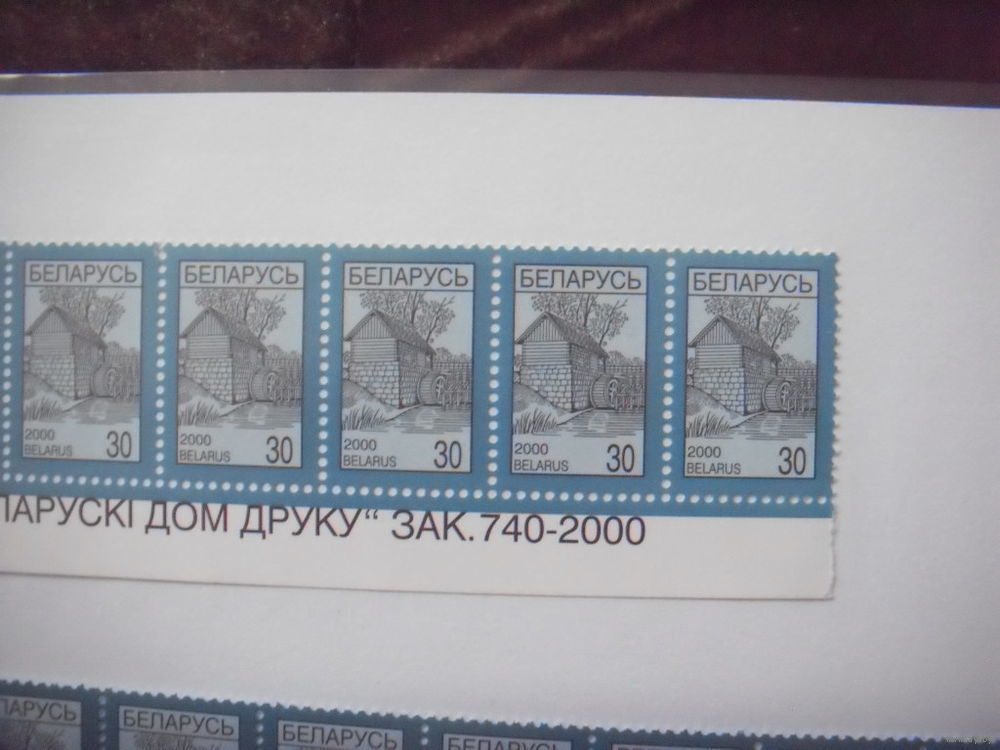 БЕЛАРУСЬ БЕЛАРУСЬ БЕЛАРУСЬ БЕЛАРУСЬ БЕЛАРУСЬ
2000 2000 2000 2000 2000
BELARUS 30 BELARUS 30 BELARUS 30 BELARUS 30 BELARUS 30
ЛАРУСКІ ДОМ ДРУКУ“ ЗАК.740-2000
ЛАРУСЬ БЕЛАРУСЬ БЕЛАРУСЬ БЕЛАРУСЬ